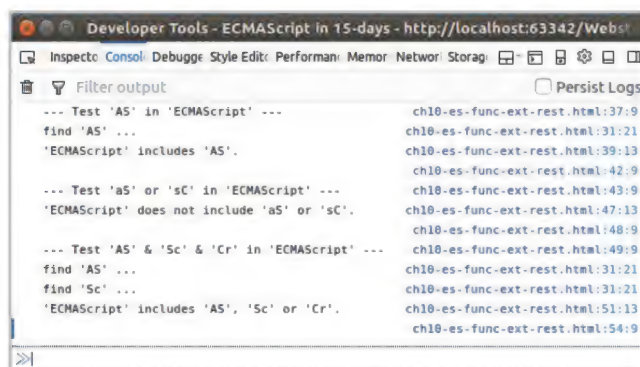 Developer Tools - ECMAScript in 15-days - http://localhost:63342/Webst
Inspecto Consol Debugge Style Edito Performan Memor Networ Storag
Filter output Persist Logs
--- Test 'AS' in 'ECMAScript' --- ch10-es-func-ext-rest.html:37:9
find 'AS' ... ch10-es-func-ext-rest.html:31:21
'ECMAScript' includes 'AS'. ch10-es-func-ext-rest.html:39:13
ch10-es-func-ext-rest.html:42:9
--- Test 'aS' or 'sC' in 'ECMAScript' --- ch10-es-func-ext-rest.html:43:9
'ECMAScript' does not include 'aS' or 'sC'. ch10-es-func-ext-rest.html:47:13
ch10-es-func-ext-rest.html:48:9
--- Test 'AS' & 'Sc' & 'Cr' in 'ECMAScript' --- ch10-es-func-ext-rest.html:49:9
find 'AS' ... ch10-es-func-ext-rest.html:31:21
find 'Sc' ... ch10-es-func-ext-rest.html:31:21
'ECMAScript' includes 'AS', 'Sc' or 'Cr'. ch10-es-func-ext-rest.html:51:13
ch10-es-func-ext-rest.html:54:9